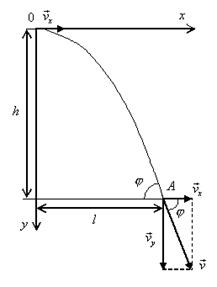 0 v⃗ₓ x
h
φ A v⃗ₓ
l φ
y v⃗ᵧ v⃗